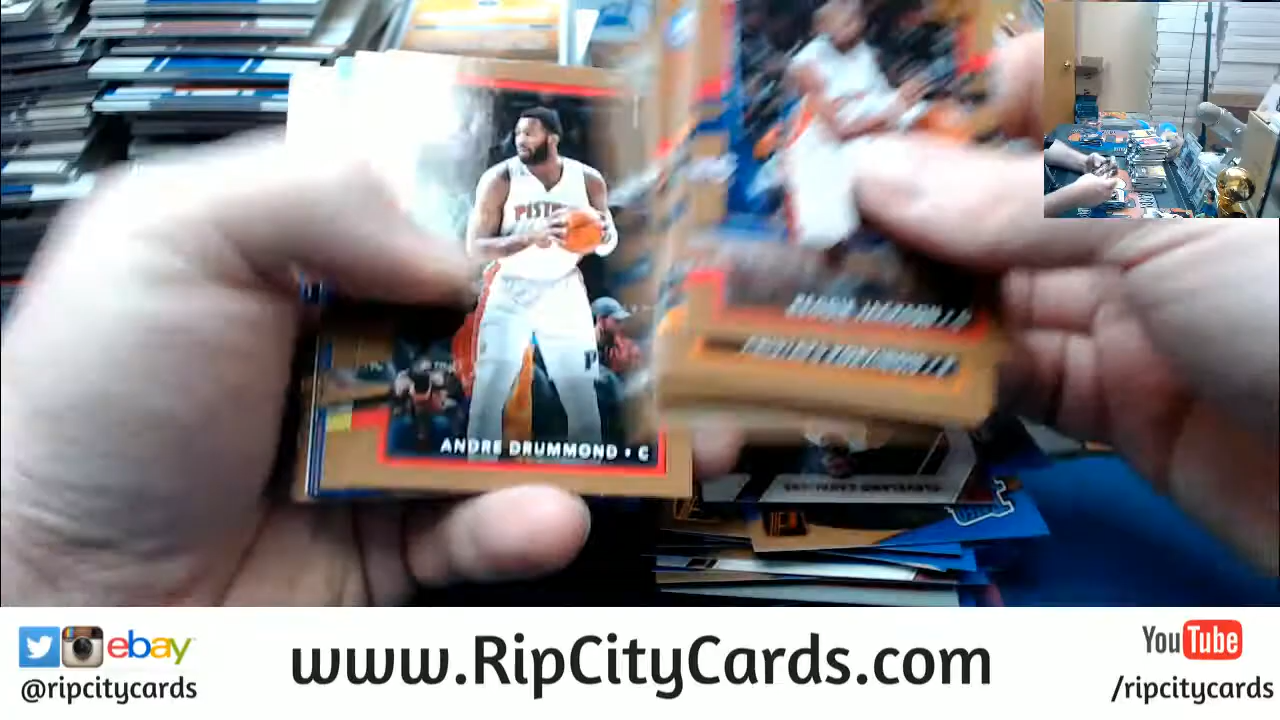 PISTONS
ANDRE DRUMMOND • C
ebay
www.RipCityCards.com
@ripcitycards
YouTube
/ripcitycards